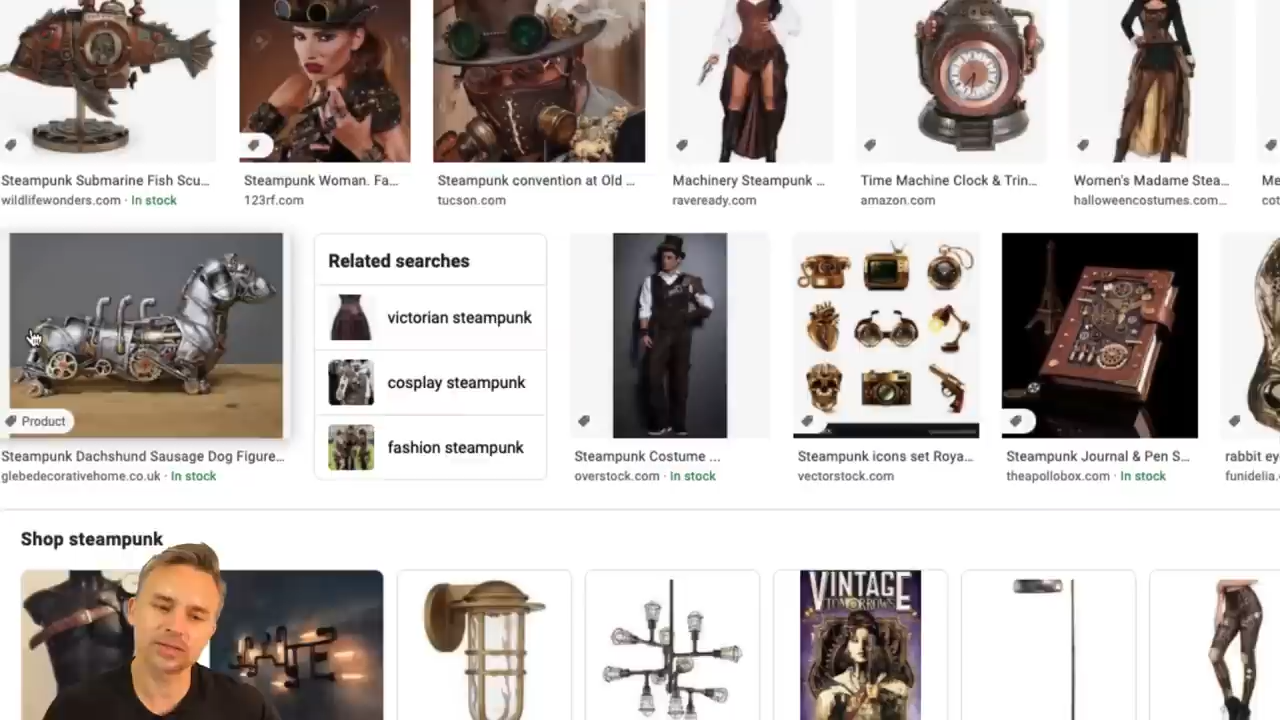 Steampunk Submarine Fish Scu...
wildlifewonders.com · In stock
Steampunk Woman. Fa...
123rf.com
Steampunk convention at Old ...
tucson.com
Machinery Steampunk ...
raveready.com
Time Machine Clock & Trin...
amazon.com
Women's Madame Stea...
halloweencostumes.com...
Me
cot
Product
Steampunk Dachshund Sausage Dog Figure...
glebedecorativehome.co.uk · In stock
Related searches
victorian steampunk
cosplay steampunk
fashion steampunk
Steampunk Costume ...
overstock.com · In stock
Steampunk icons set Roya...
vectorstock.com
Steampunk Journal & Pen S...
theapollobox.com · In stock
rabbit ey
funidelia.
Shop steampunk
VINTAGE
TOMORROWS